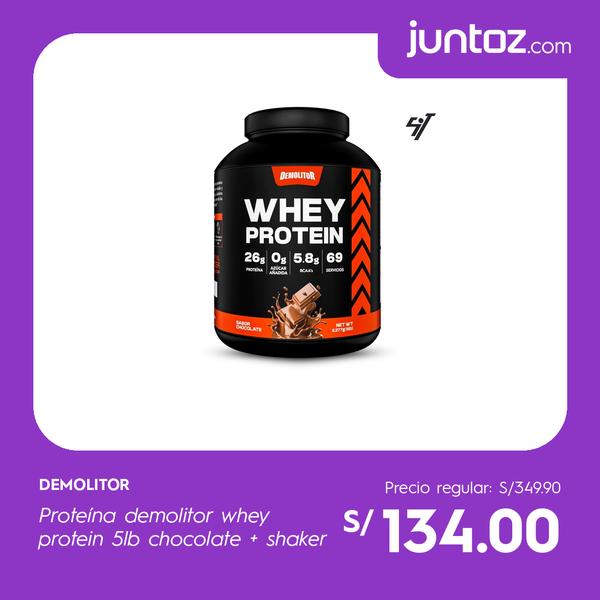 juntoz.com
DEMOLITOR
WHEY
PROTEIN
26g 0g 5.8g 69
PROTEÍNA AZÚCAR AÑADIDA BCAA's SERVICIOS
SABOR CHOCOLATE
NET WT
DEMOLITOR
Precio regular: S/349.90
Proteína demolitor whey
protein 5lb chocolate + shaker
S/134.00